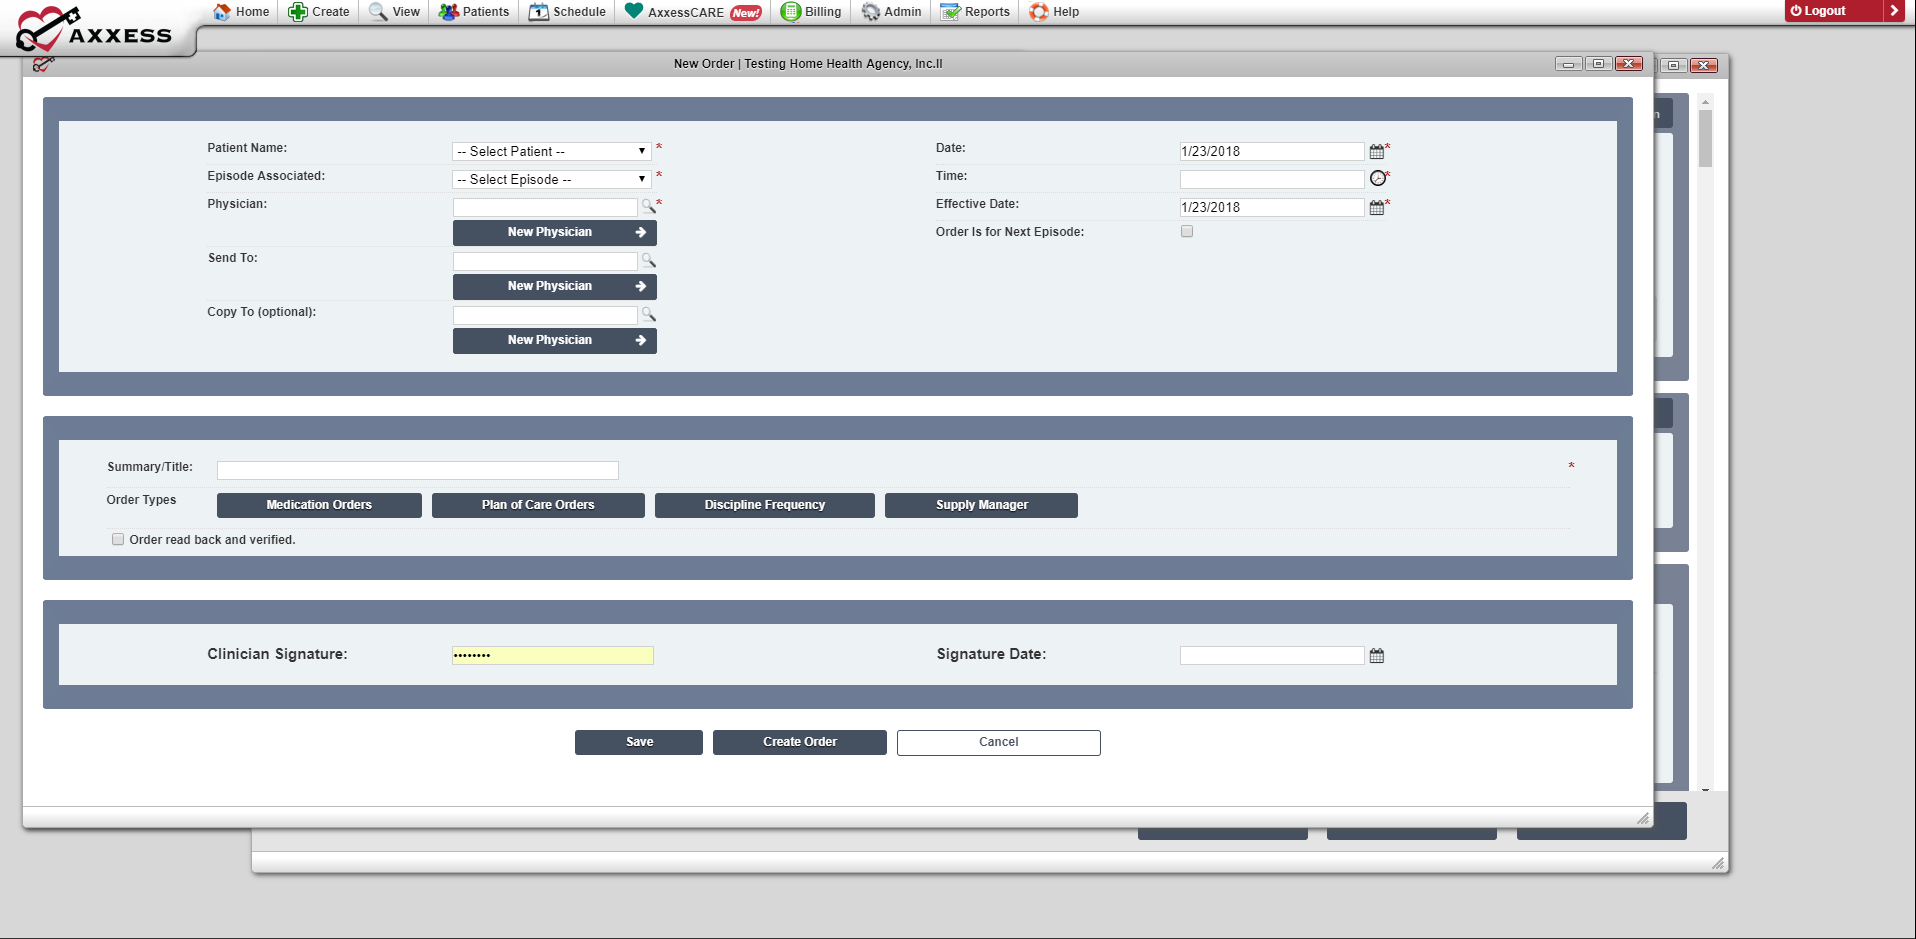 Home Create View Patients Schedule AxxessCARE New! Billing Admin Reports Help Logout
AXXESS
New Order | Testing Home Health Agency, Inc.II
Patient Name: -- Select Patient -- * Date: 1/23/2018 *
Episode Associated: -- Select Episode -- * Time: *
Physician: * Effective Date: 1/23/2018 *
New Physician Order Is for Next Episode:
Send To:
New Physician
Copy To (optional):
New Physician
Summary/Title: *
Order Types Medication Orders Plan of Care Orders Discipline Frequency Supply Manager
Order read back and verified.
Clinician Signature: •••••••• Signature Date:
Save Create Order Cancel